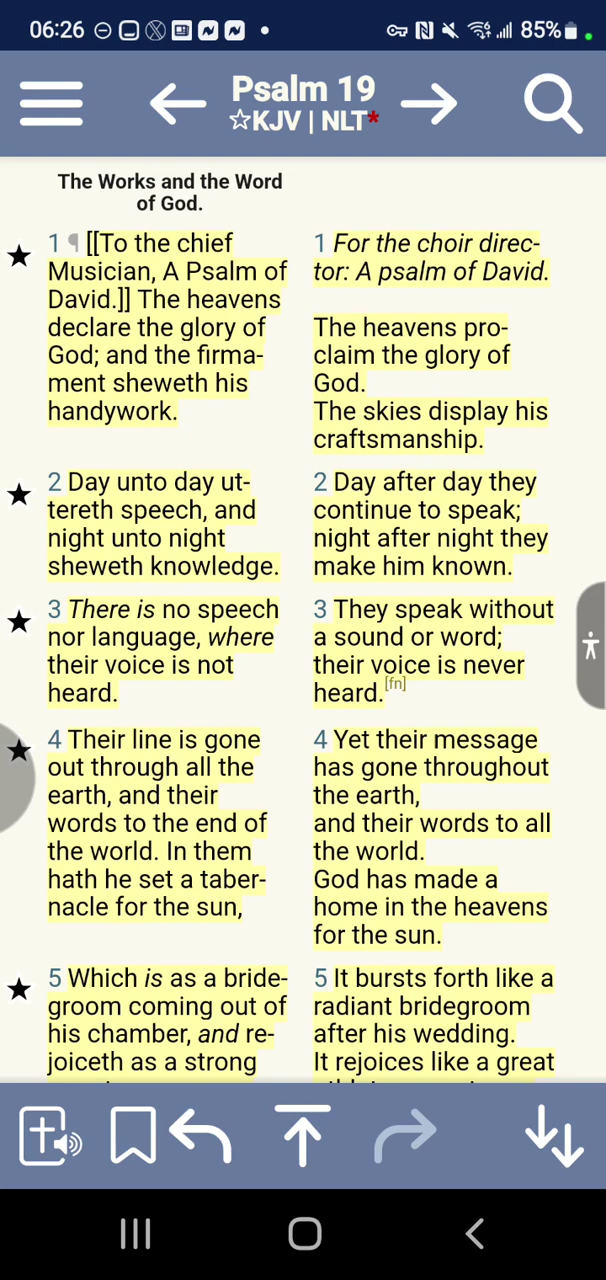 06:26
85%
Psalm 19
☆KJV | NLT*
The Works and the Word
of God.
1 ¶ [[To the chief
Musician, A Psalm of
David.]] The heavens
declare the glory of
God; and the firma-
ment sheweth his
handywork.
1 For the choir direc-
tor: A psalm of David.
The heavens pro-
claim the glory of
God.
The skies display his
craftsmanship.
2 Day unto day ut-
tereth speech, and
night unto night
sheweth knowledge.
2 Day after day they
continue to speak;
night after night they
make him known.
3 There is no speech
nor language, where
their voice is not
heard.
3 They speak without
a sound or word;
their voice is never
heard.[fn]
4 Their line is gone
out through all the
earth, and their
words to the end of
the world. In them
hath he set a taber-
nacle for the sun,
4 Yet their message
has gone throughout
the earth,
and their words to all
the world.
God has made a
home in the heavens
for the sun.
5 Which is as a bride-
groom coming out of
his chamber, and re-
joiceth as a strong
5 It bursts forth like a
radiant bridegroom
after his wedding.
It rejoices like a great